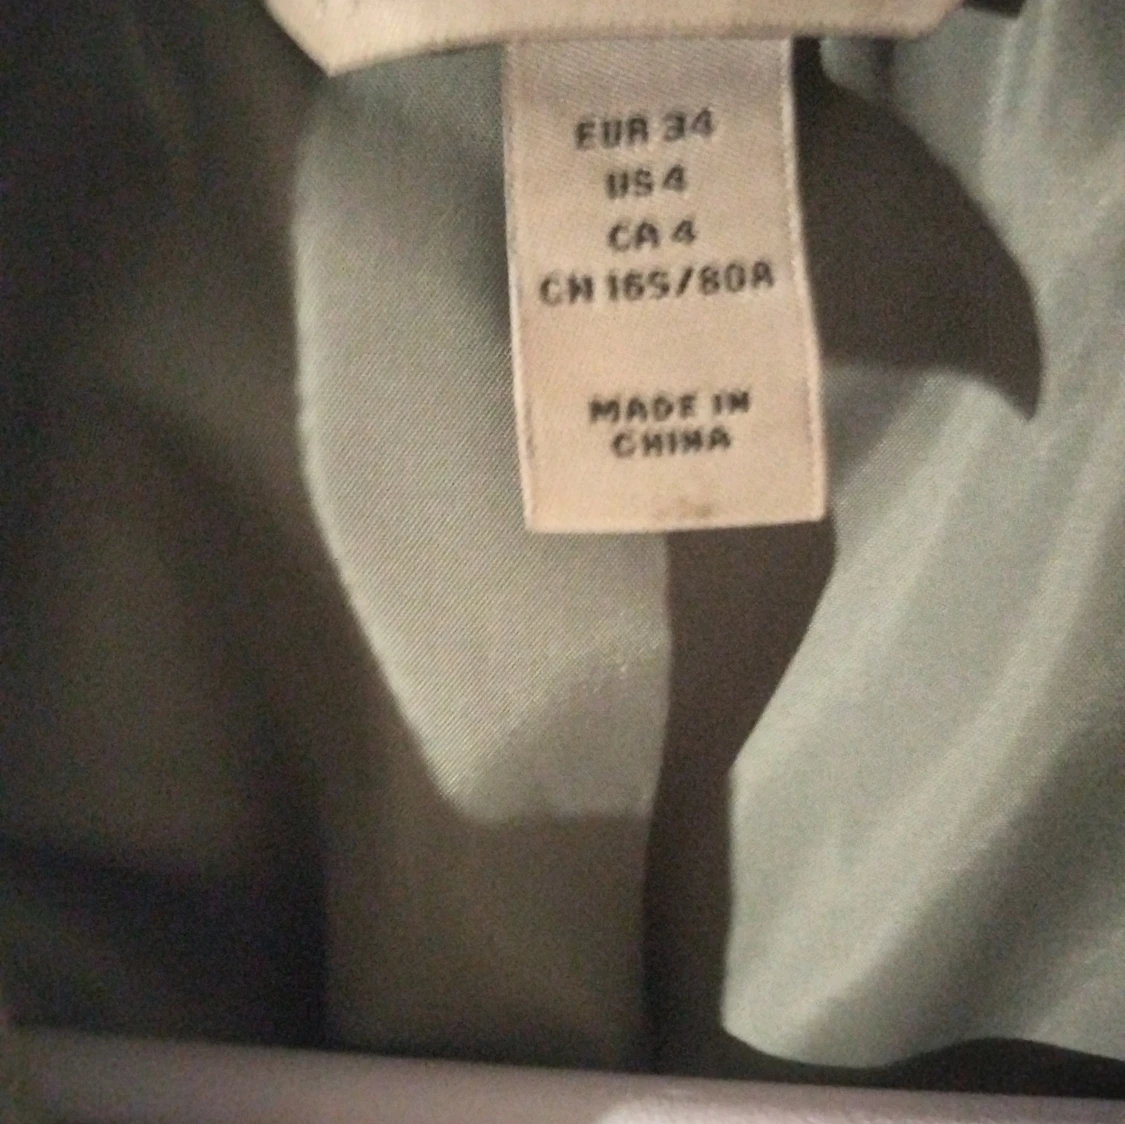 EUR 34
US 4
CA 4
CN 165/80A
MADE IN
CHINA